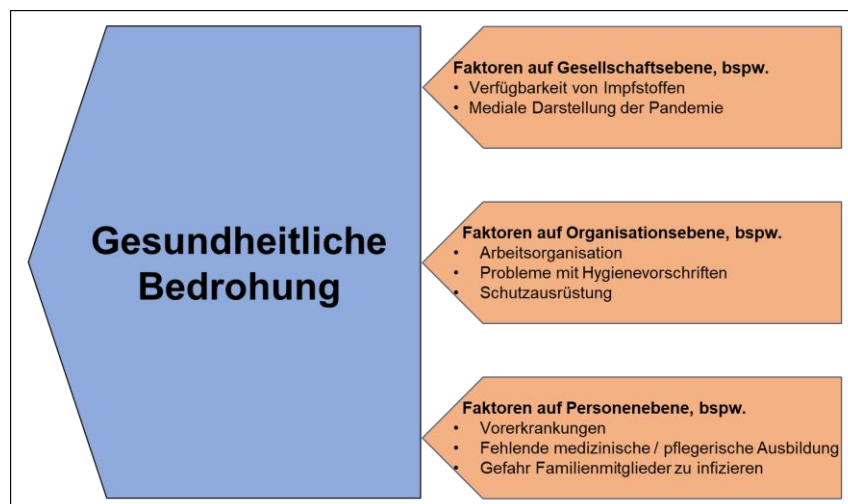 Gesundheitliche
Bedrohung
Faktoren auf Gesellschaftsebene, bspw.
• Verfügbarkeit von Impfstoffen
• Mediale Darstellung der Pandemie
Faktoren auf Organisationsebene, bspw.
• Arbeitsorganisation
• Probleme mit Hygienevorschriften
• Schutzausrüstung
Faktoren auf Personenebene, bspw.
• Vorerkrankungen
• Fehlende medizinische / pflegerische Ausbildung
• Gefahr Familienmitglieder zu infizieren